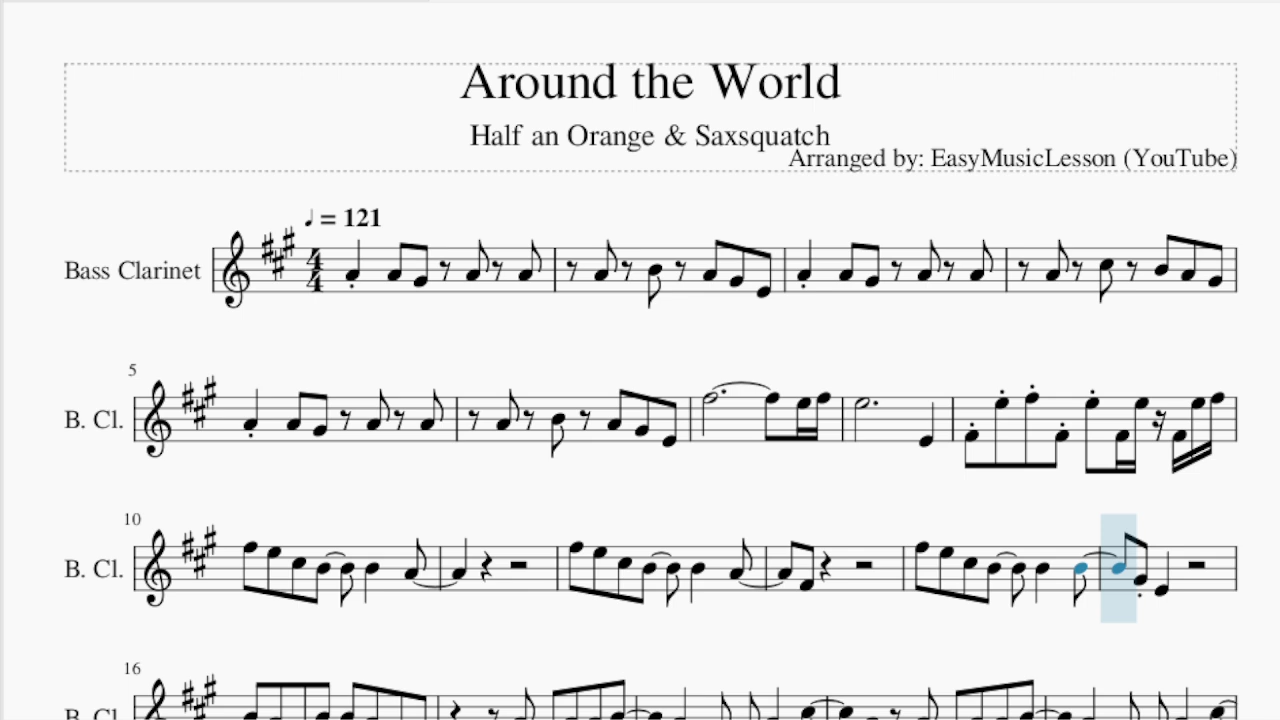 Around the World
Half an Orange & Saxsquatch
Arranged by: EasyMusicLesson (YouTube)
♩ = 121
Bass Clarinet
4
4
5
B. Cl.
10
B. Cl.
16
B. Cl.